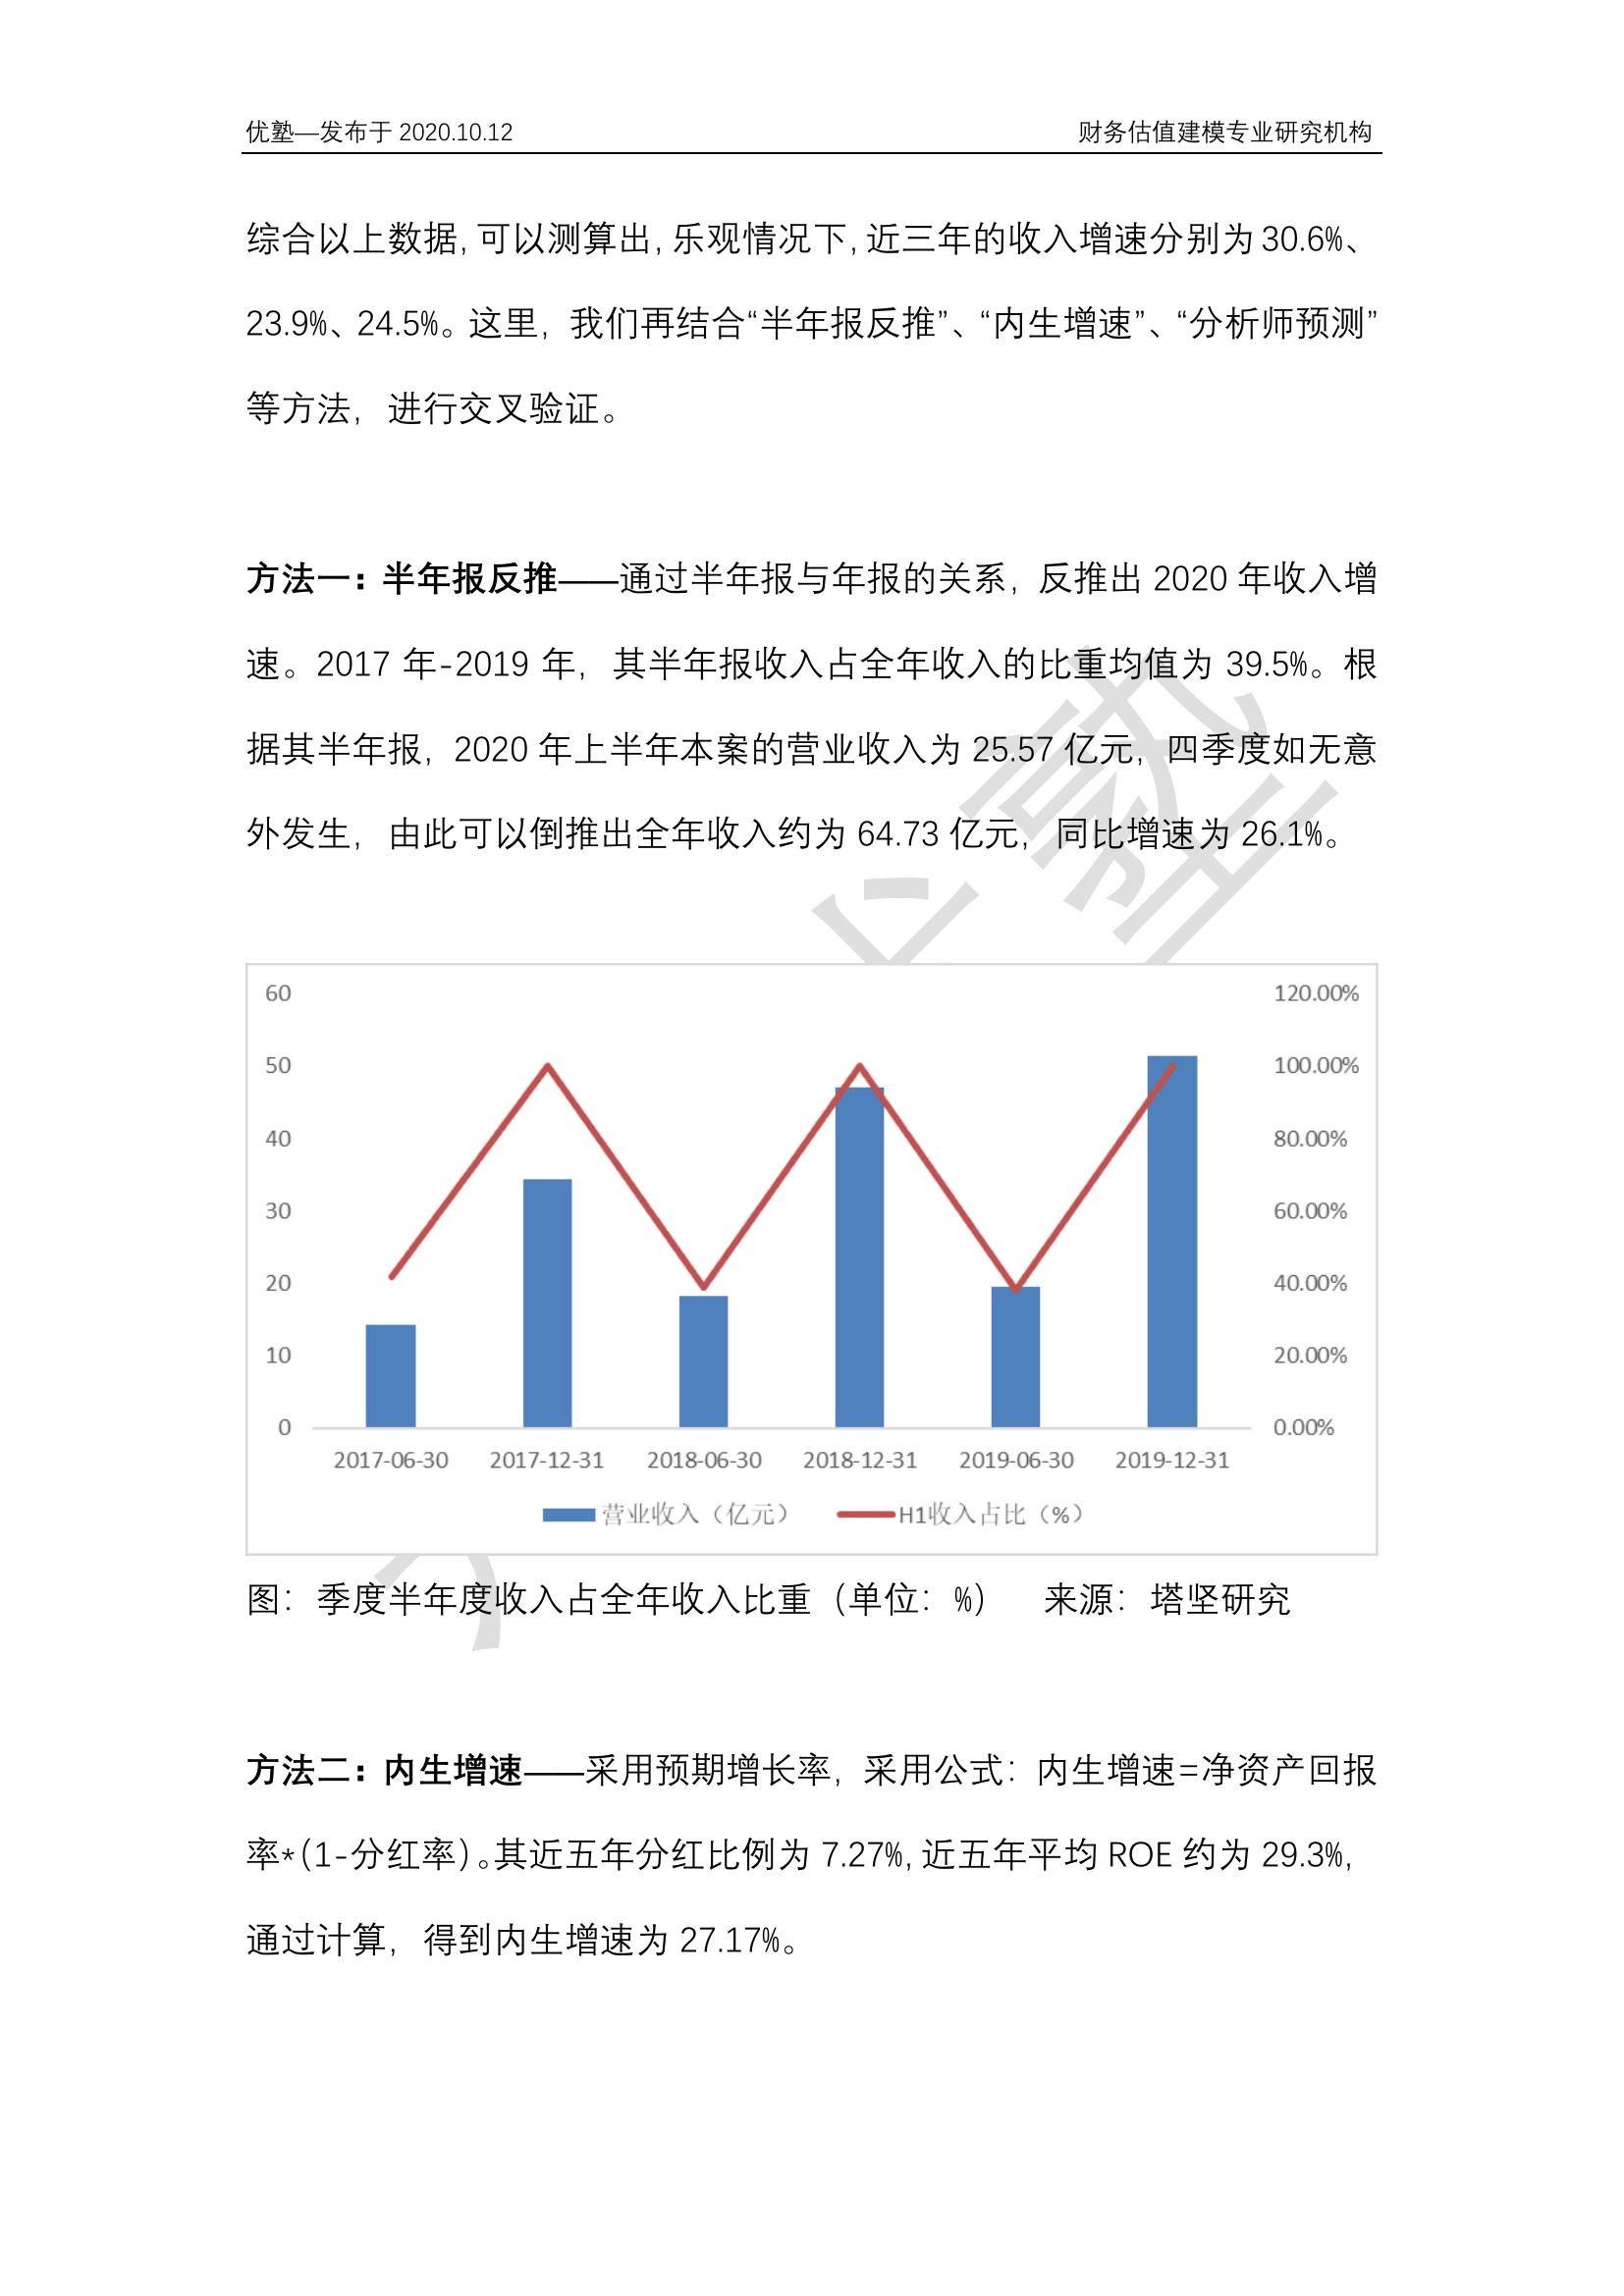 优塾—发布于 2020.10.12
财务估值建模专业研究机构
综合以上数据,可以测算出,乐观情况下,近三年的收入增速分别为30.6%、
23.9%、24.5%。这里，我们再结合“半年报反推”、“内生增速”、“分析师预测”
等方法，进行交叉验证。
方法一：半年报反推——通过半年报与年报的关系，反推出 2020 年收入增
速。2017 年-2019 年，其半年报收入占全年收入的比重均值为 39.5%。根
据其半年报，2020 年上半年本案的营业收入为 25.57 亿元，四季度如无意
外发生，由此可以倒推出全年收入约为 64.73 亿元，同比增速为 26.1%。
60
50
40
30
20
10
0
120.00%
100.00%
80.00%
60.00%
40.00%
20.00%
0.00%
2017-06-30 2017-12-31 2018-06-30 2018-12-31 2019-06-30 2019-12-31
营业收入（亿元） H1收入占比（%）
图：季度半年度收入占全年收入比重（单位：%） 来源：塔坚研究
方法二：内生增速——采用预期增长率，采用公式：内生增速=净资产回报
率*(1-分红率)。其近五年分红比例为 7.27%,近五年平均 ROE 约为 29.3%,
通过计算，得到内生增速为 27.17%。
塾